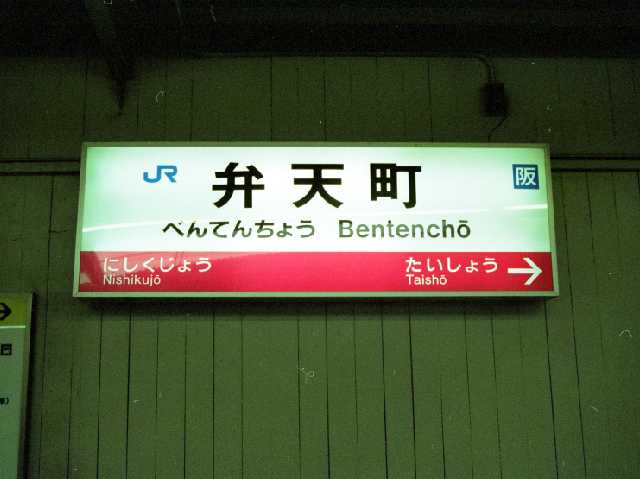 JR 弁天町 阪
べんてんちょう Bentenchō
にしくじょう たいしょう
Nishikujō Taishō